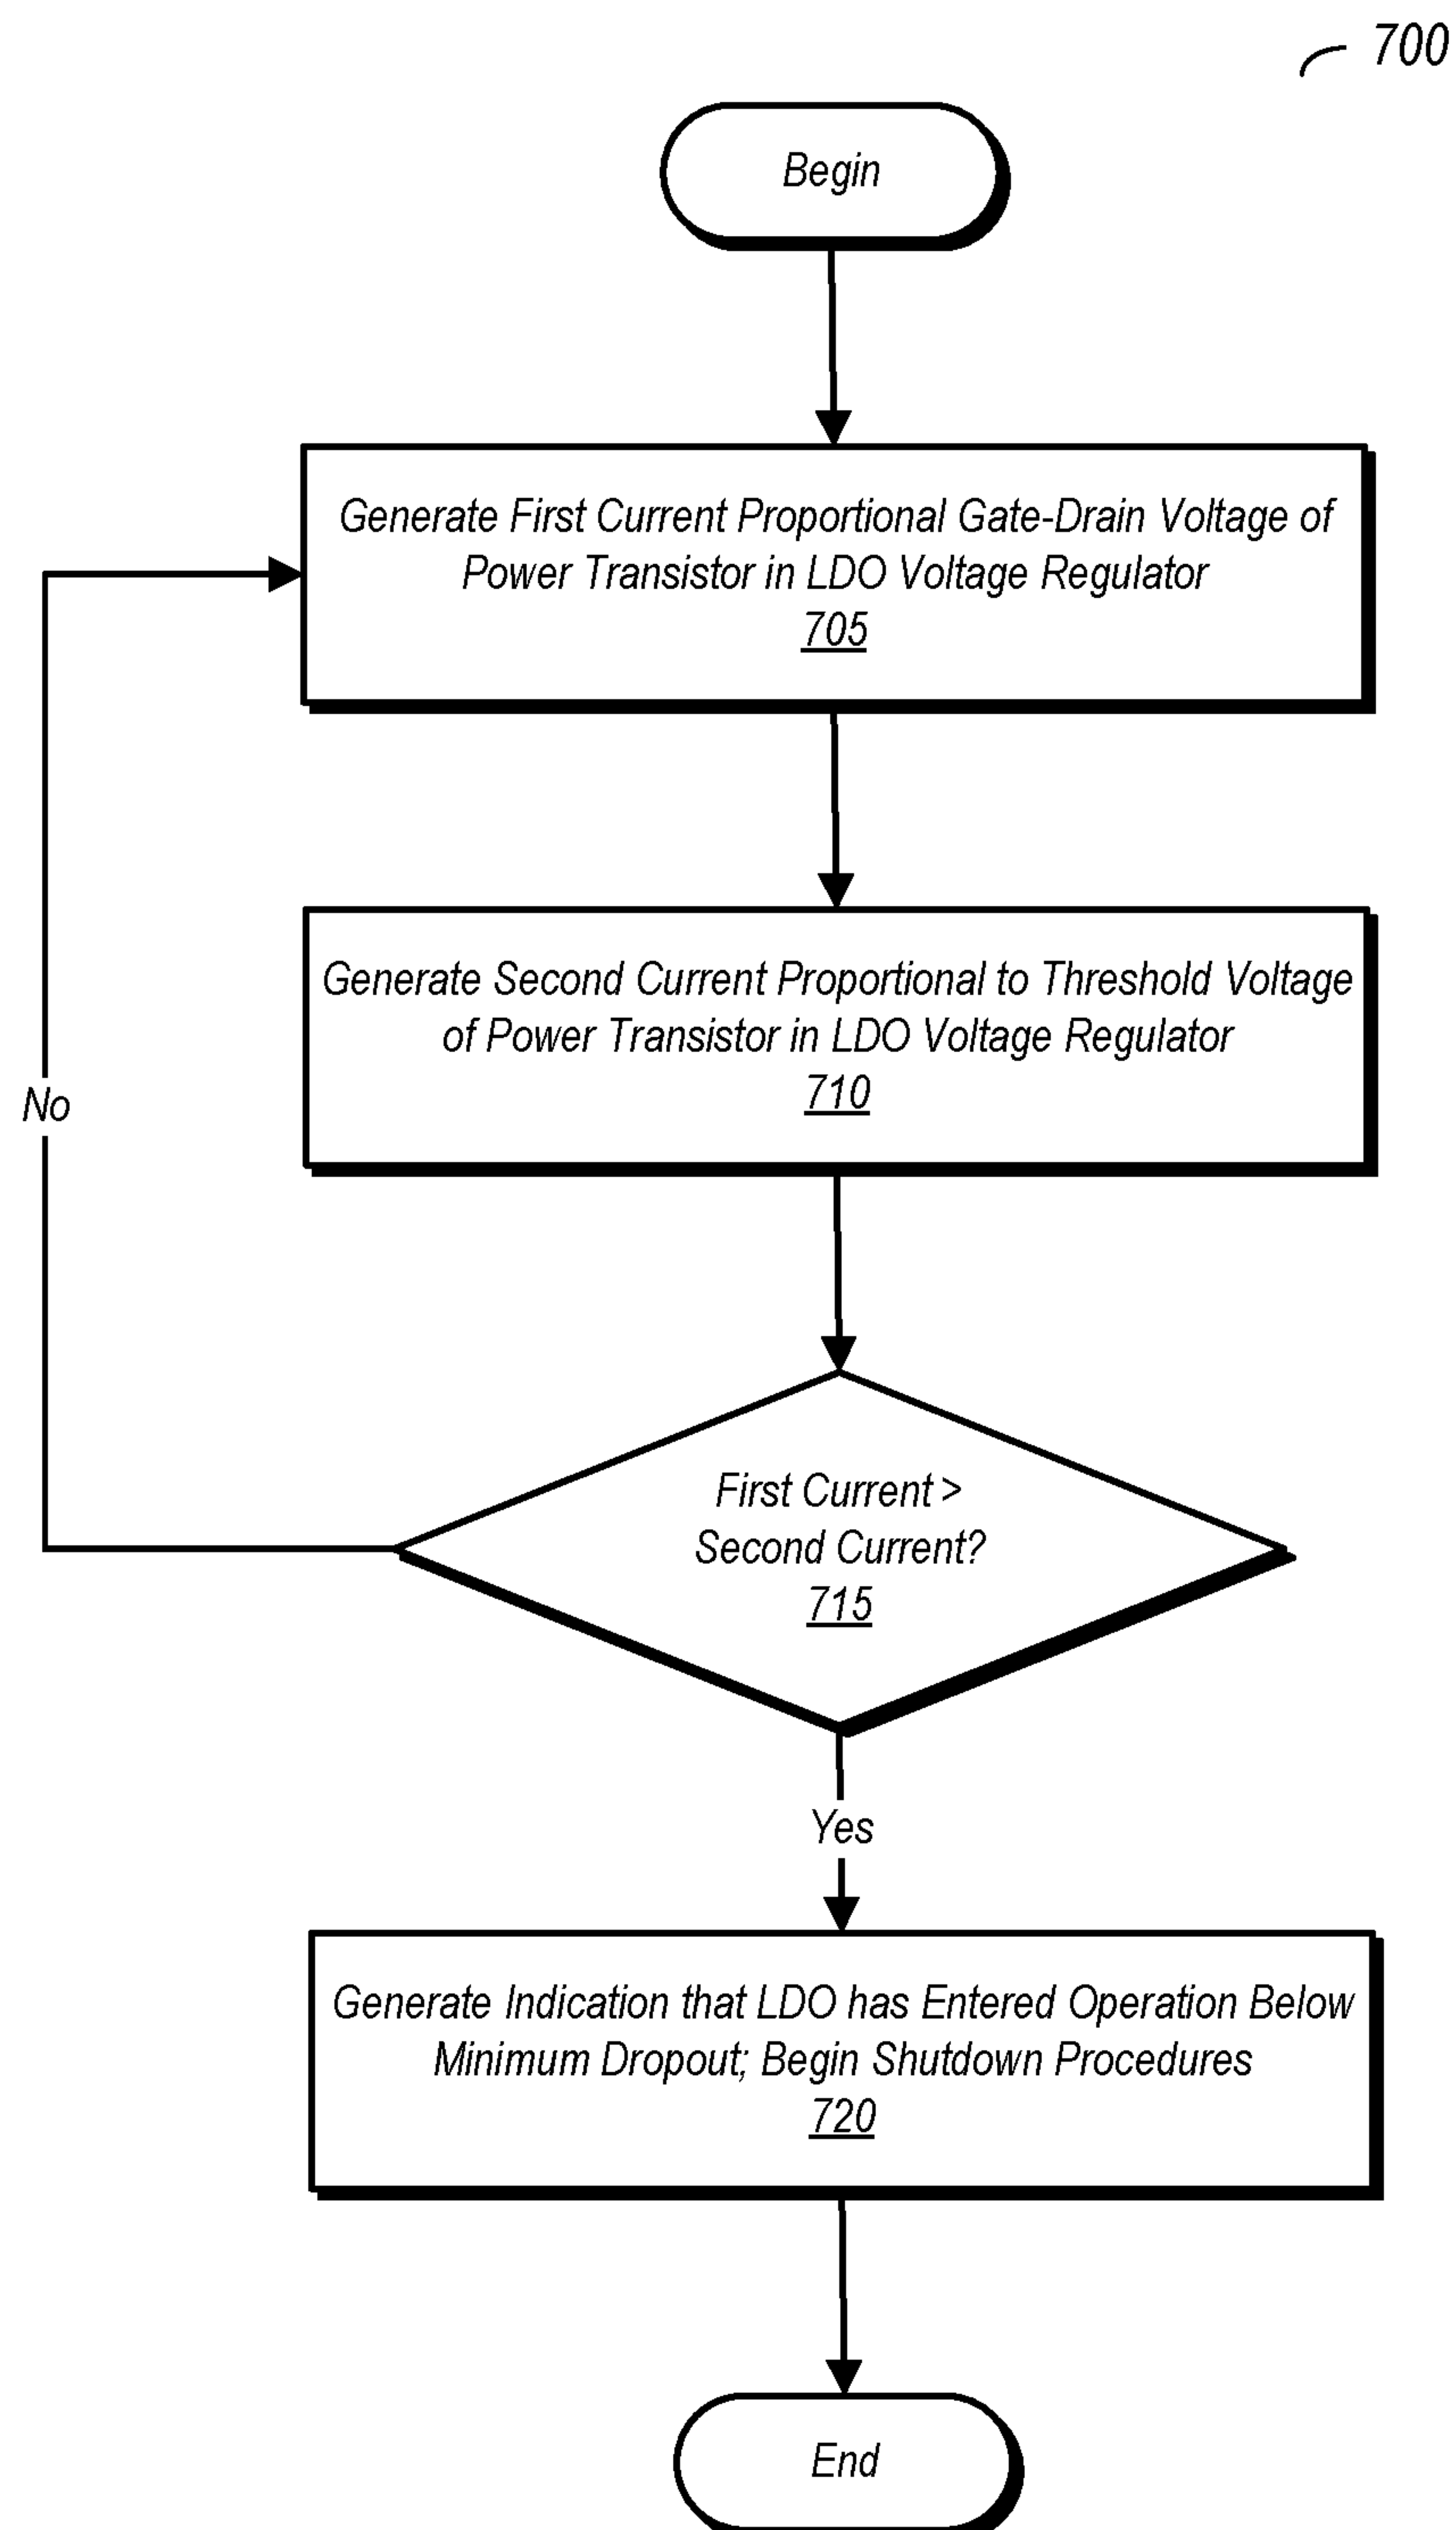 700
Begin
Generate First Current Proportional Gate-Drain Voltage of
Power Transistor in LDO Voltage Regulator
705
Generate Second Current Proportional to Threshold Voltage
of Power Transistor in LDO Voltage Regulator
710
No
First Current >
Second Current?
715
Yes
Generate Indication that LDO has Entered Operation Below
Minimum Dropout; Begin Shutdown Procedures
720
End